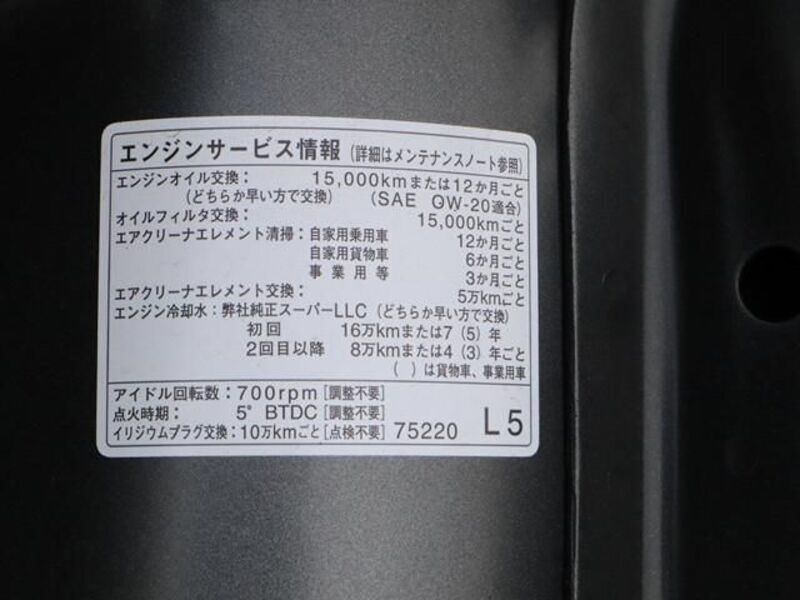 エンジンサービス情報(詳細はメンテナンスノート参照)
エンジンオイル交換: 15,000kmまたは12か月ごと
(どちらか早い方で交換) (SAE 0W-20適合)
オイルフィルタ交換: 15,000kmごと
エアクリーナエレメント清掃:自家用乗用車 12か月ごと
自家用貨物車 6か月ごと
事業用等 3か月ごと
エアクリーナエレメント交換: 5万kmごと
エンジン冷却水:弊社純正スーパーLLC(どちらか早い方で交換)
初回 16万kmまたは7(5)年
2回目以降 8万kmまたは4(3)年ごと
( )は貨物車、事業用車
アイドル回転数:700rpm[調整不要]
点火時期: 5° BTDC[調整不要]
イリジウムプラグ交換:10万kmごと[点検不要] 75220 L5